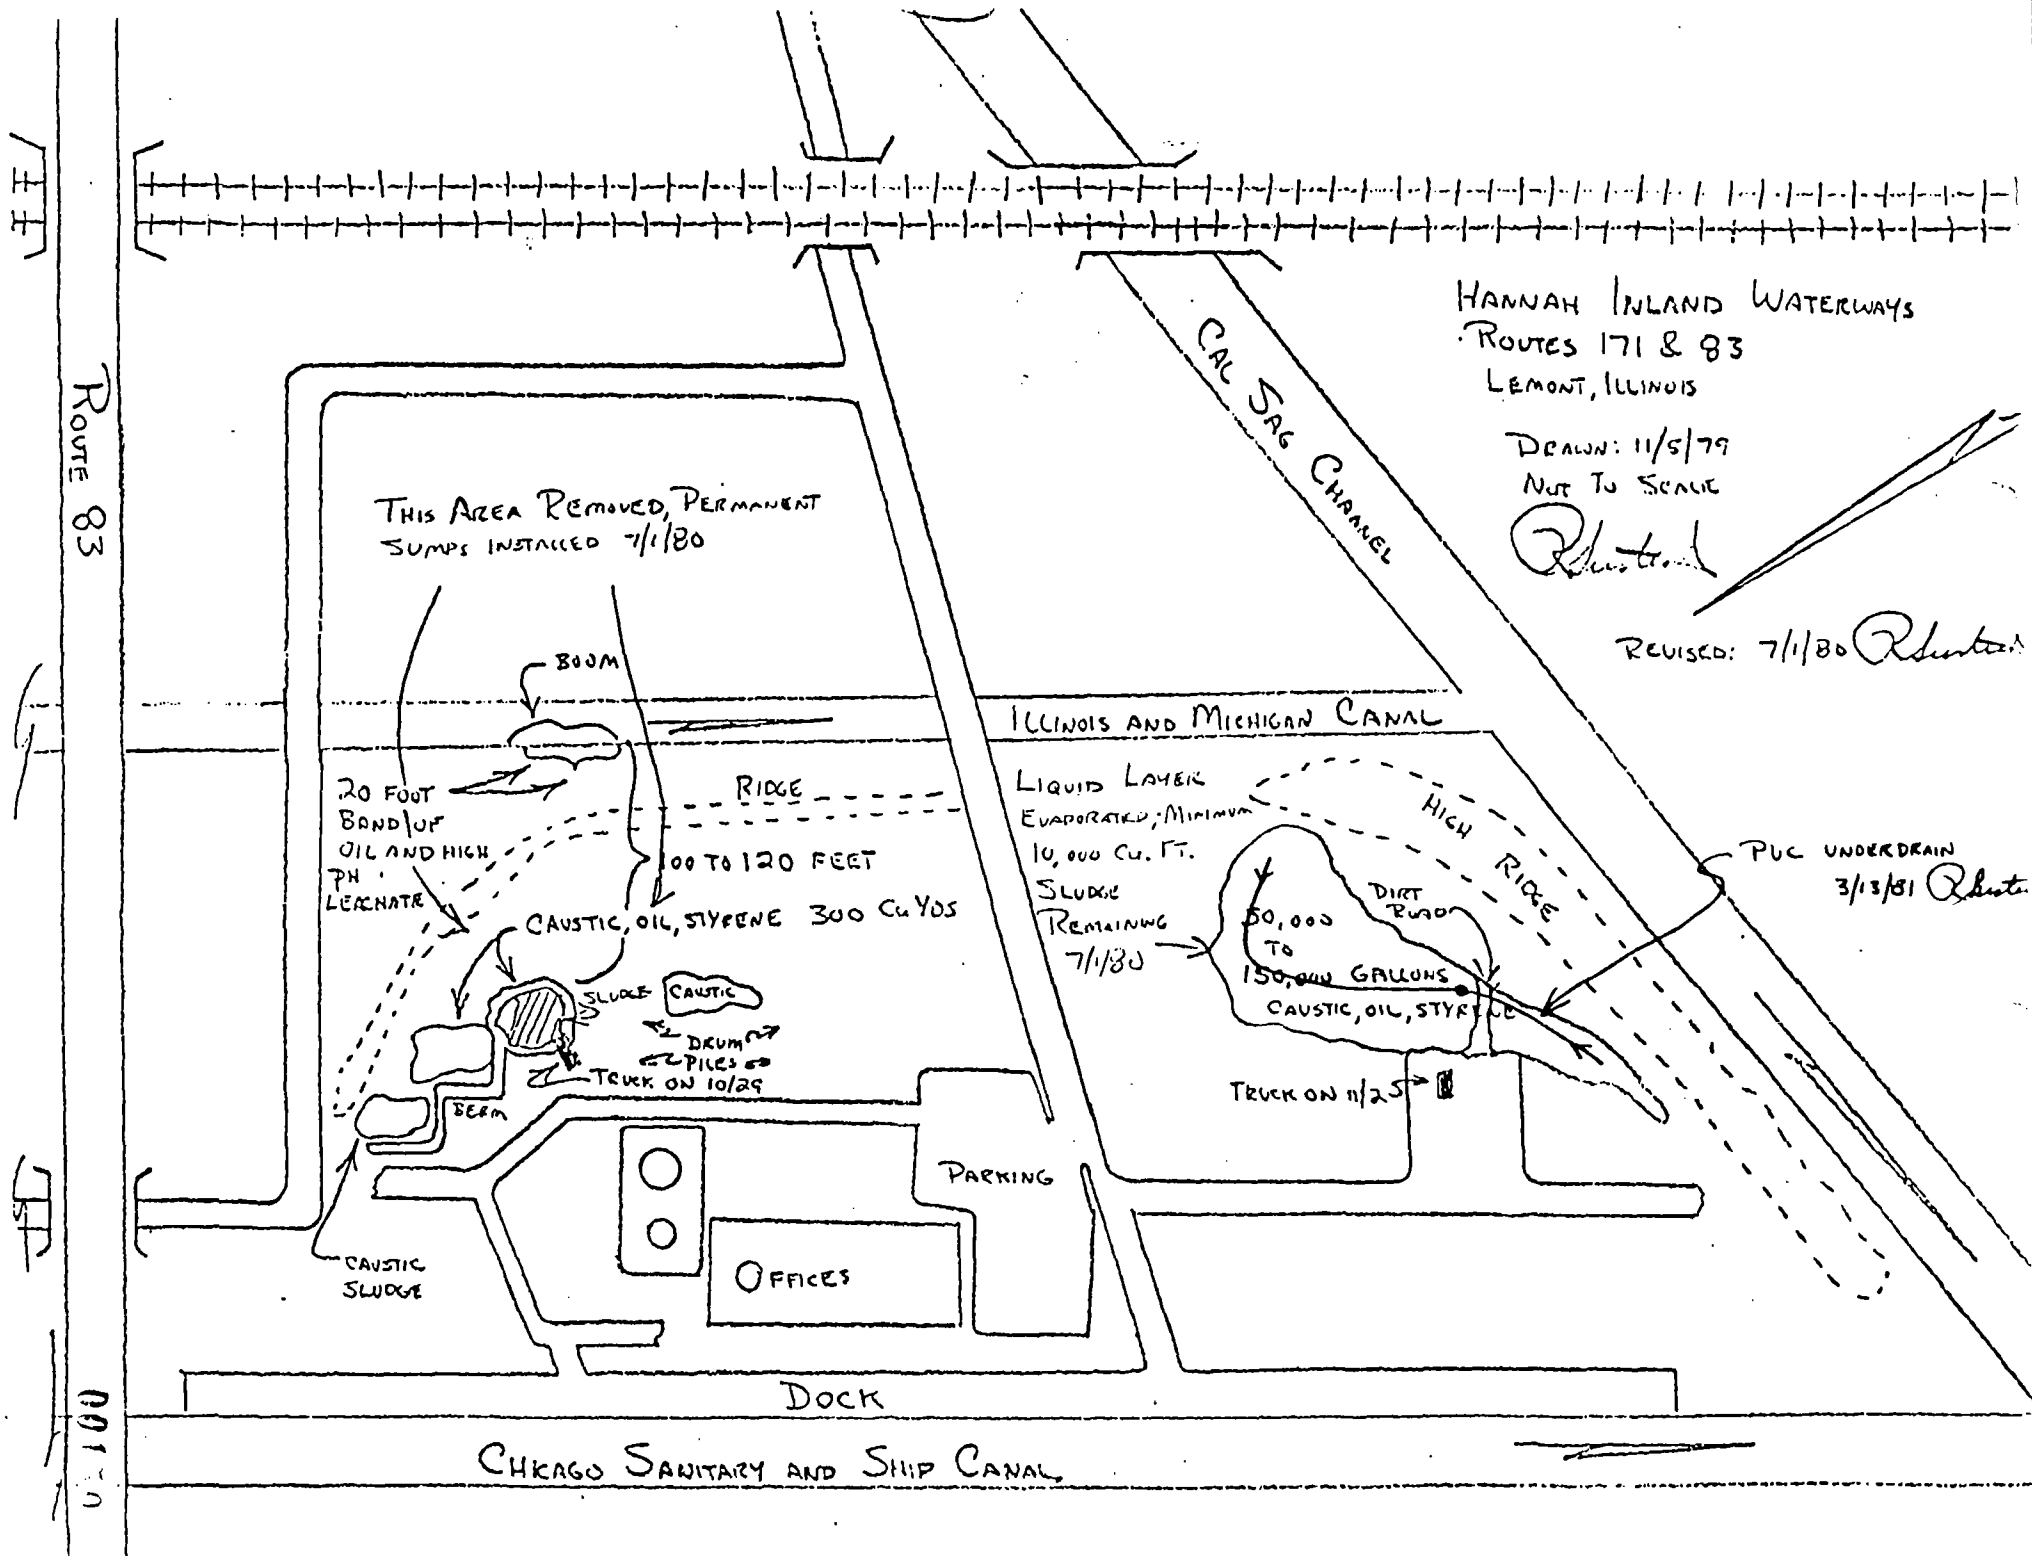 HANNAH INLAND WATERWAYS
ROUTES 171 & 83
LEMONT, ILLINOIS
DRAWN: 11/5/79
NOT TO SCALE
REVISED: 7/1/80
CAL SAG CHANNEL
ROUTE 83
THIS AREA REMOVED, PERMANENT
SUMPS INSTALLED 7/1/80
BOOM
ILLINOIS AND MICHIGAN CANAL
20 FOOT
BAND OF
OIL AND HIGH
PH
LEACHATE
RIDGE
100 TO 120 FEET
CAUSTIC, OIL, STYRENE 300 CU YDS
LIQUID LAYER
EVAPORATED; MINIMUM
10,000 CU. FT.
SLUDGE
REMAINING
7/1/80
HIGH RIDGE
DIRT
ROAD
PVC UNDERDRAIN
3/13/81
50,000
TO
150,000 GALLONS
CAUSTIC, OIL, STYRENE
SLUDGE
CAUSTIC
DRUM
PILES
TRUCK ON 10/29
BERM
TRUCK ON 11/25
PARKING
CAUSTIC
SLUDGE
OFFICES
DOCK
CHICAGO SANITARY AND SHIP CANAL